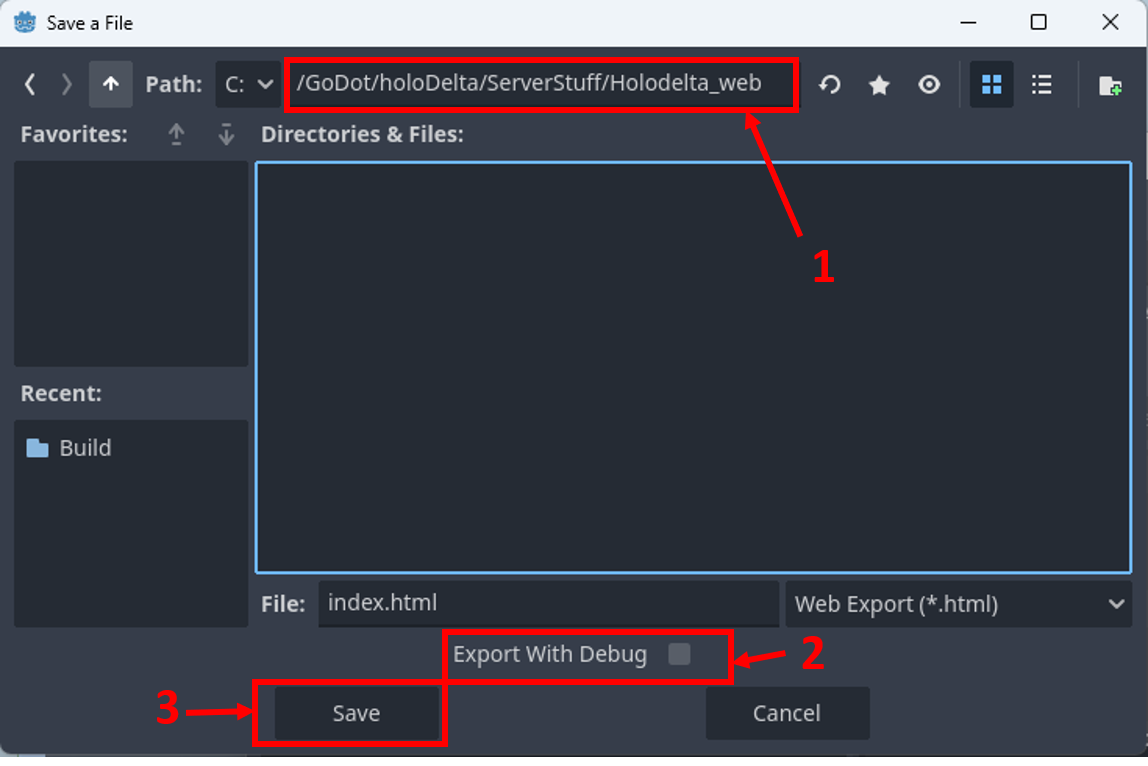 Save a File
Path: C: /GoDot/holoDelta/ServerStuff/Holodelta_web
Favorites: Directories & Files:
1
Recent:
Build
File: index.html Web Export (*.html)
Export With Debug 2
3 Save Cancel